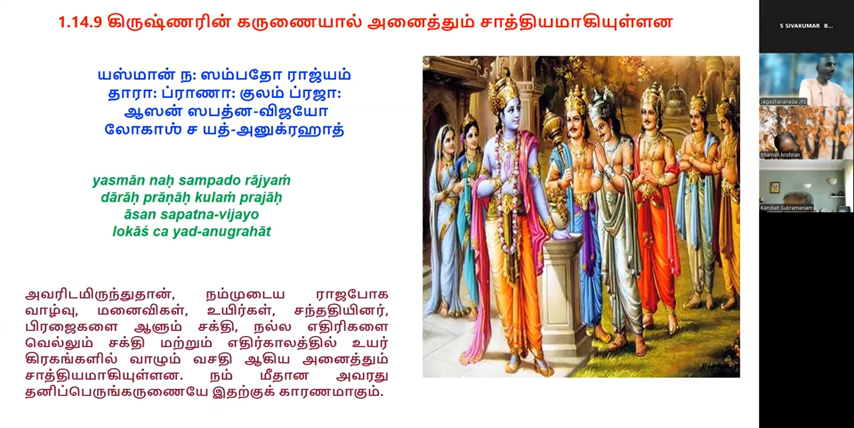 1.14.9 கிருஷ்ணரின் கருணையால் அனைத்தும் சாத்தியமாகியுள்ளன
யஸ்மான் ந: ஸம்பதோ ராஜ்யம்
தாரா: ப்ராணா: குலம் ப்ரஜா:
ஆஸன் ஸபத்ன-விஜயோ
லோகாஶ் ச யத்-அனுக்ரஹாத்
yasmān naḥ sampado rājyaṁ
dārāḥ prāṇāḥ kulaṁ prajāḥ
āsan sapatna-vijayo
lokāś ca yad-anugrahāt
அவரிடமிருந்துதான், நம்முடைய ராஜபோக
வாழ்வு, மனைவிகள், உயிர்கள், சந்ததியினர்,
பிரஜைகளை ஆளும் சக்தி, நல்ல எதிரிகளை
வெல்லும் சக்தி மற்றும் எதிர்காலத்தில் உயர்
கிரகங்களில் வாழும் வசதி ஆகிய அனைத்தும்
சாத்தியமாகியுள்ளன. நம் மீதான அவரது
தனிப்பெருங்கருணையே இதற்குக் காரணமாகும்.
S SIVAKUMAR B...
Jagadhananada JRS
Shaman krishnan
Kandiah Subramaniam